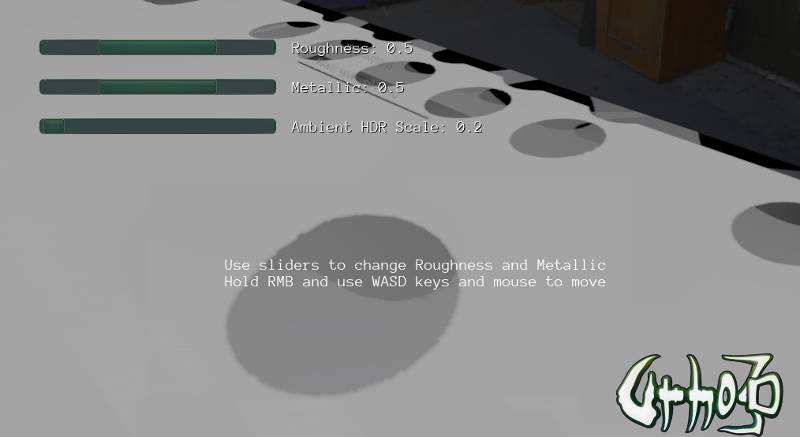 Roughness: 0.5
Metallic: 0.5
Ambient HDR Scale: 0.2
Use sliders to change Roughness and Metallic
Hold RMB and use WASD keys and mouse to move